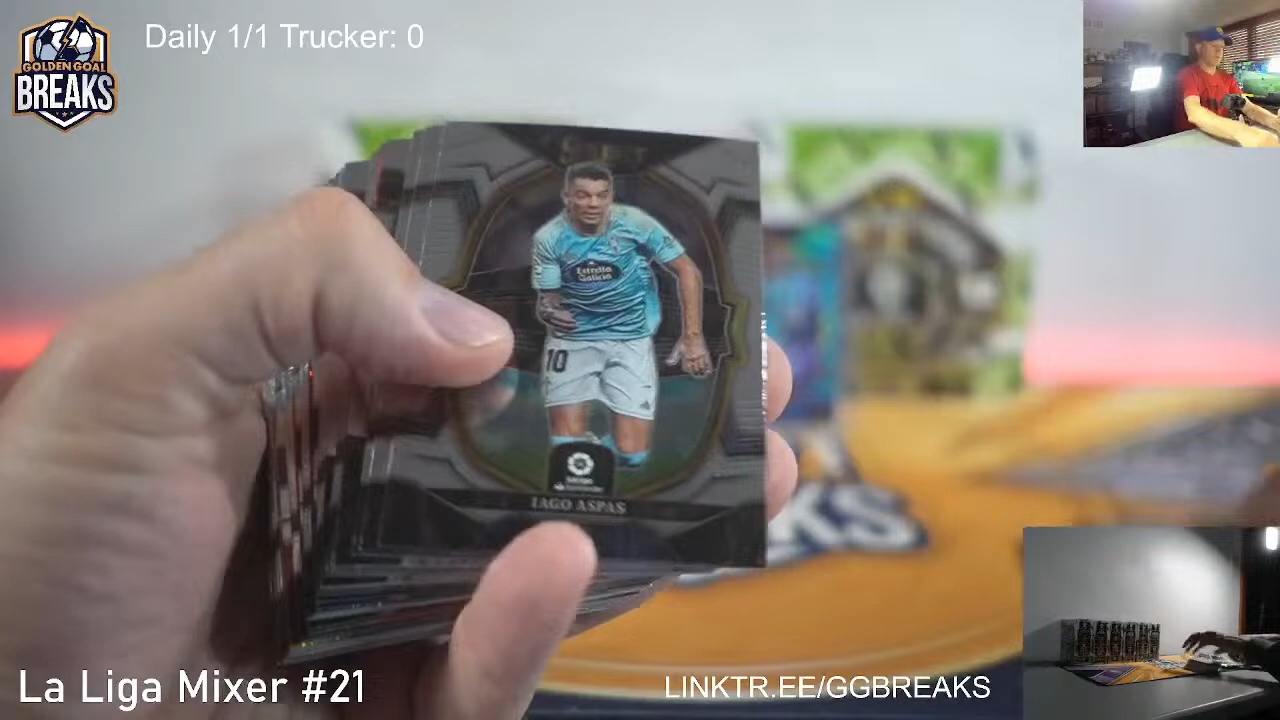 Daily 1/1 Trucker: 0
GOLDEN GOAL
BREAKS
Estrella
Galicia
10
IAGO ASPAS
KS
La Liga Mixer #21
LINKTR.EE/GGBREAKS